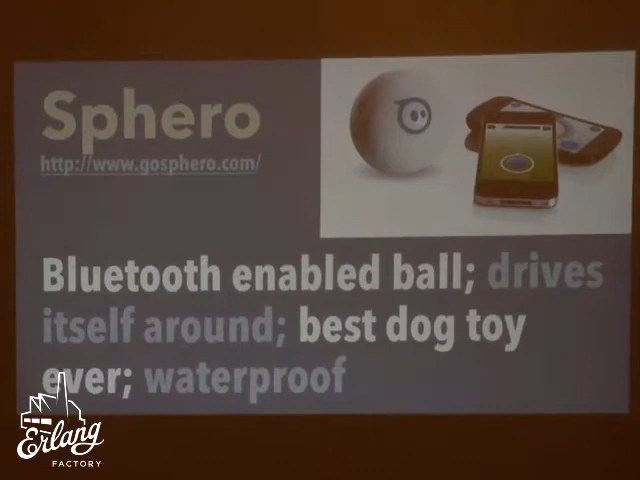 Sphero
http://www.gosphero.com/
Bluetooth enabled ball; drives
itself around; best dog toy
ever; waterproof
Erlang
FACTORY